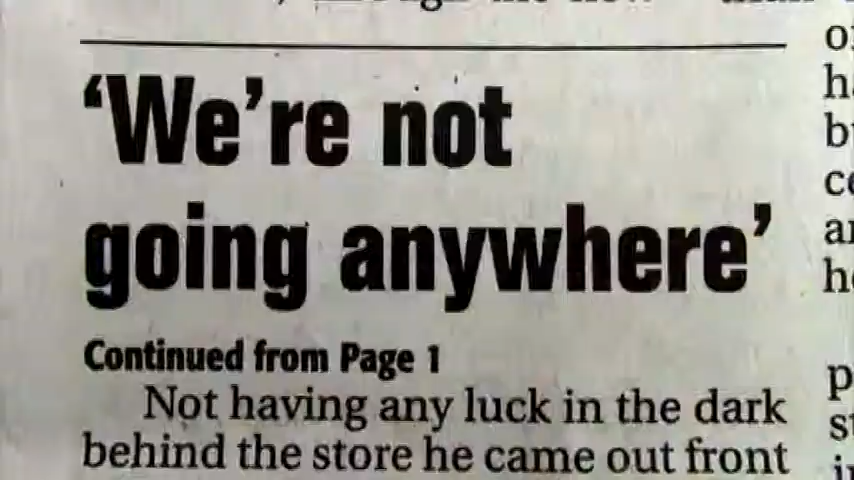 ‘We’re not
going anywhere’
Continued from Page 1
Not having any luck in the dark
behind the store he came out front